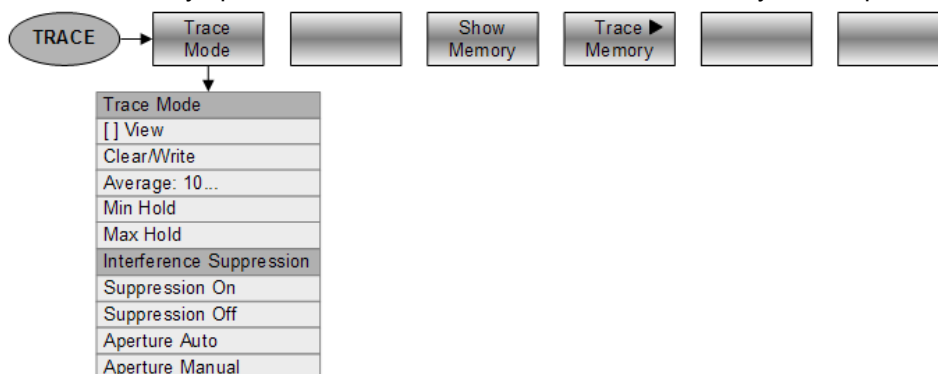 TRACE
Trace
Mode
Show
Memory
Trace ▶
Memory
Trace Mode
[ ] View
Clear/Write
Average: 10...
Min Hold
Max Hold
Interference Suppression
Suppression On
Suppression Off
Aperture Auto
Aperture Manual